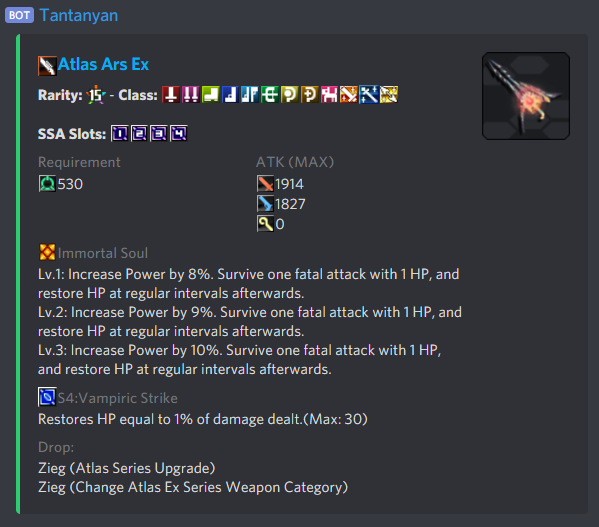 BOT Tantanyan
Atlas Ars Ex
Rarity: 15 - Class:
SSA Slots: 1 2 3 4
Requirement
530
ATK (MAX)
1914
1827
0
Immortal Soul
Lv.1: Increase Power by 8%. Survive one fatal attack with 1 HP, and
restore HP at regular intervals afterwards.
Lv.2: Increase Power by 9%. Survive one fatal attack with 1 HP, and
restore HP at regular intervals afterwards.
Lv.3: Increase Power by 10%. Survive one fatal attack with 1 HP,
and restore HP at regular intervals afterwards.
S4:Vampiric Strike
Restores HP equal to 1% of damage dealt.(Max: 30)
Drop:
Zieg (Atlas Series Upgrade)
Zieg (Change Atlas Ex Series Weapon Category)